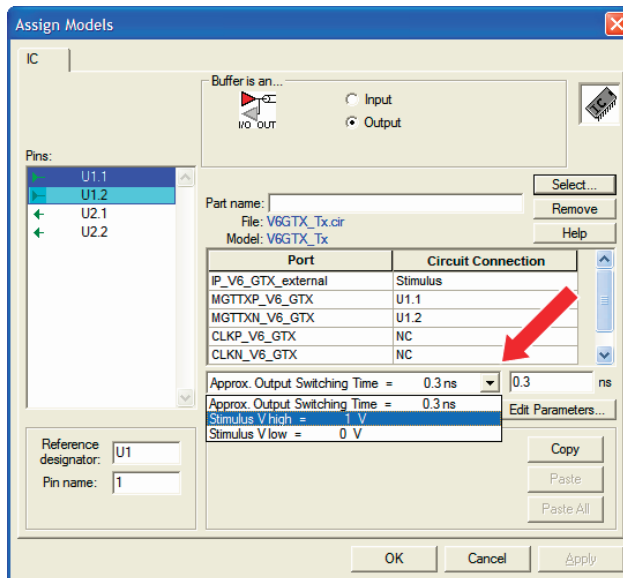 Assign Models
IC
Buffer is an...
I/O OUT
Input
Output
IC
Pins:
U1.1
U1.2
U2.1
U2.2
Select...
Part name:
Remove
File: V6GTX_Tx.cir
Help
Model: V6GTX_Tx
Port Circuit Connection
IP_V6_GTX_external Stimulus
MGTTXP_V6_GTX U1.1
MGTTXN_V6_GTX U1.2
CLKP_V6_GTX NC
CLKN_V6_GTX NC
Approx. Output Switching Time = 0.3 ns 0.3 ns
Approx. Output Switching Time = 0.3 ns
Stimulus V high = 1 V
Stimulus V low = 0 V
Edit Parameters...
Reference designator: U1
Pin name: 1
Copy
Paste
Paste All
OK Cancel Apply